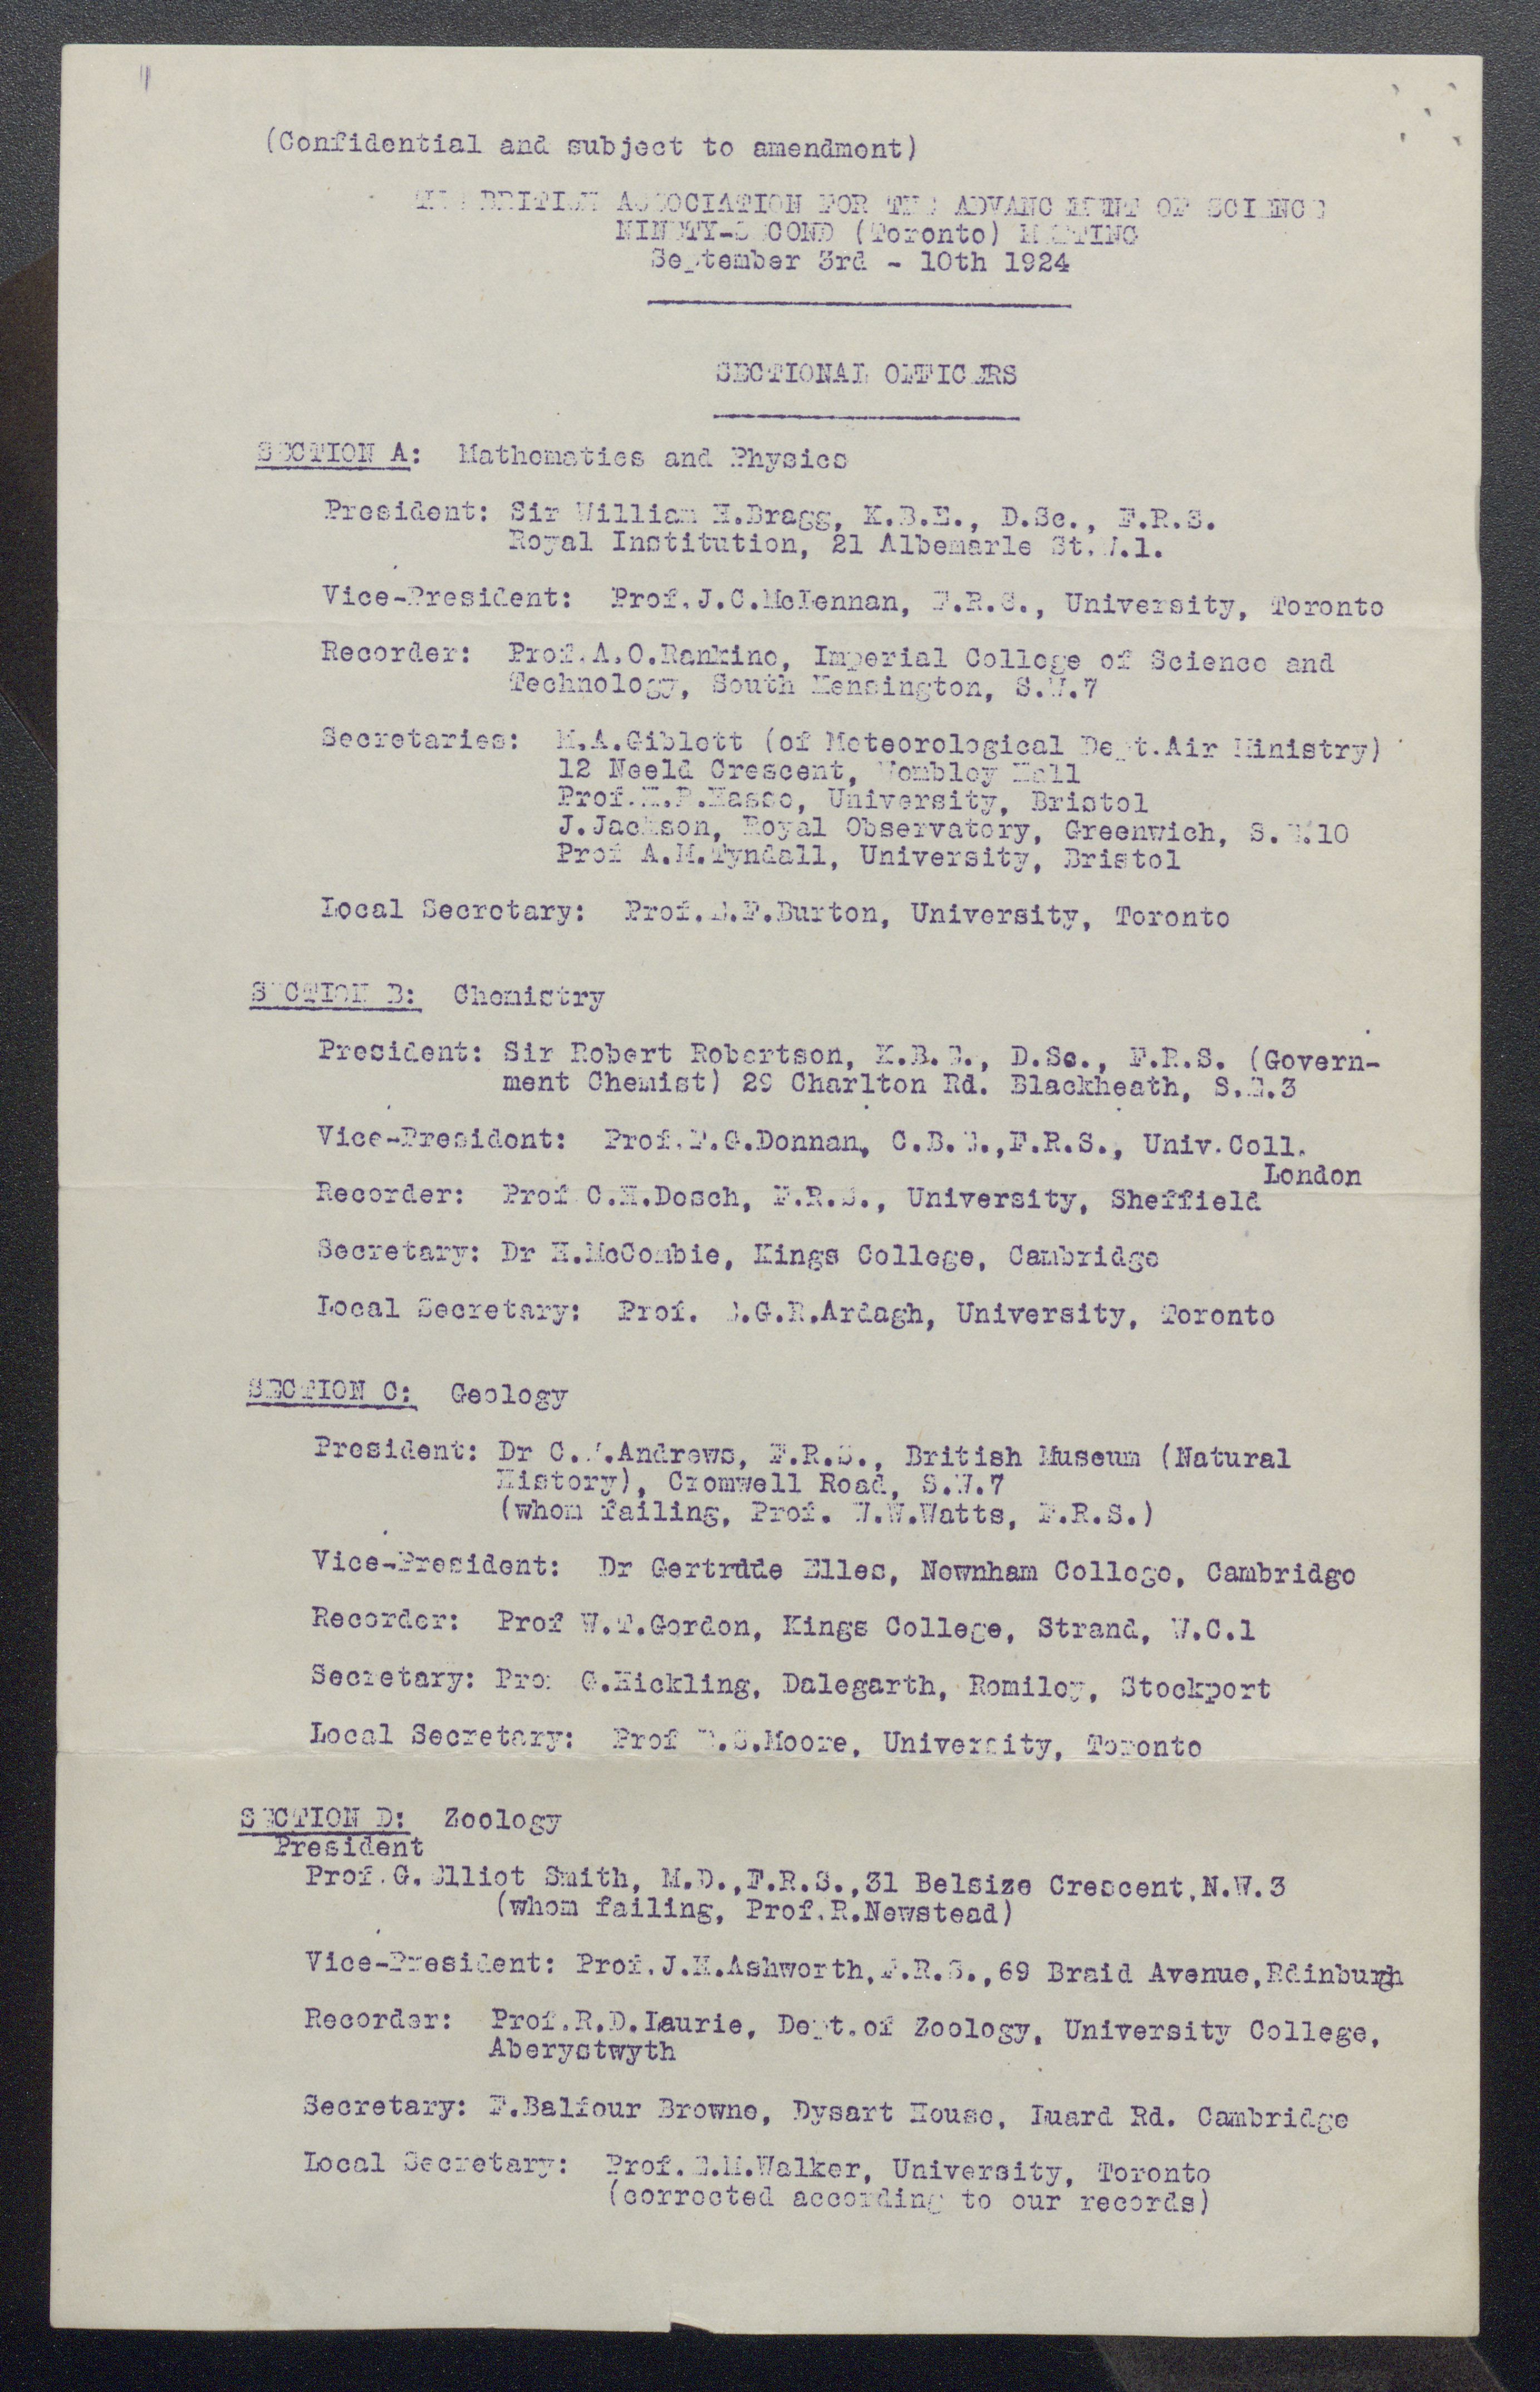 (Confidential and subject to amendment)
THE BRITISH ASSOCIATION FOR THE ADVANCEMENT OF SCIENCE
NINETY-SECOND (Toronto) MEETING
September 3rd - 10th 1924
SECTIONAL OFFICERS
SECTION A: Mathematics and Physics
President: Sir William H.Bragg, K.B.E., D.Sc., F.R.S.
Royal Institution, 21 Albemarle St.W.1.
Vice-President: Prof.J.C.McLennan, F.R.S., University, Toronto
Recorder: Prof.A.O.Rankine, Imperial College of Science and
Technology, South Kensington, S.W.7
Secretaries: M.A.Giblett (of Meteorological Dept.Air Ministry)
12 Neeld Crescent, Wembley Hall
Prof.H.R.Hasse, University, Bristol
J.Jackson, Royal Observatory, Greenwich, S.E.10
Prof A.M.Tyndall, University, Bristol
Local Secretary: Prof.E.F.Burton, University, Toronto
SECTION B: Chemistry
President: Sir Robert Robertson, K.B.E., D.Sc., F.R.S. (Govern-
ment Chemist) 29 Charlton Rd. Blackheath, S.E.3
Vice-President: Prof.F.G.Donnan, C.B.E.,F.R.S., Univ.Coll.
London
Recorder: Prof C.H.Desch, F.R.S., University, Sheffield
Secretary: Dr H.McCombie, Kings College, Cambridge
Local Secretary: Prof. E.G.R.Ardagh, University, Toronto
SECTION C: Geology
President: Dr C.W.Andrews, F.R.S., British Museum (Natural
History), Cromwell Road, S.W.7
(whom failing, Prof. W.W.Watts, F.R.S.)
Vice-President: Dr Gertrdde Elles, Newnham College, Cambridge
Recorder: Prof W.T.Gordon, Kings College, Strand, W.C.1
Secretary: Prof G.Hickling, Dalegarth, Romiley, Stockport
Local Secretary: Prof E.S.Moore, University, Toronto
SECTION D: Zoology
President
Prof.G.Elliot Smith, M.D.,F.R.S.,31 Belsize Crescent,N.W.3
(whom failing, Prof.R.Newstead)
Vice-President: Prof.J.H.Ashworth,F.R.S.,69 Braid Avenue,Edinburgh
Recorder: Prof.R.D.Laurie, Dept.of Zoology, University College,
Aberystwyth
Secretary: F.Balfour Browne, Dysart House, Luard Rd. Cambridge
Local Secretary: Prof.E.M.Walker, University, Toronto
(corrected according to our records)